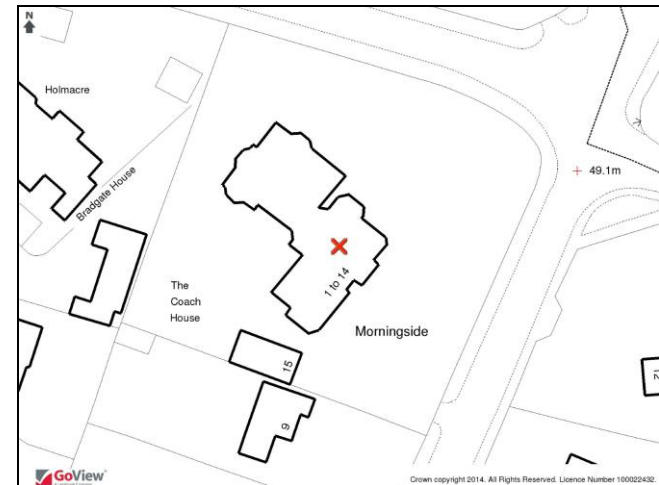 N
Holmacre
Bradgate House
49.1m
1 to 14
The
Coach
House
Morningside
15
9
12
GoView
Crown copyright 2014. All Rights Reserved. Licence Number 100022432.